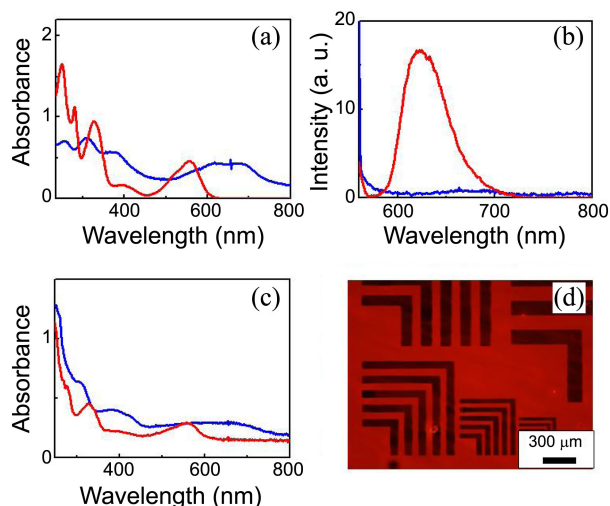 (a)
2
1
0
Absorbance
400
600
800
Wavelength (nm)
(b)
20
10
0
Intensity (a. u.)
600
700
800
Wavelength (nm)
(c)
1
0
Absorbance
400
600
800
Wavelength (nm)
(d)
300 μm